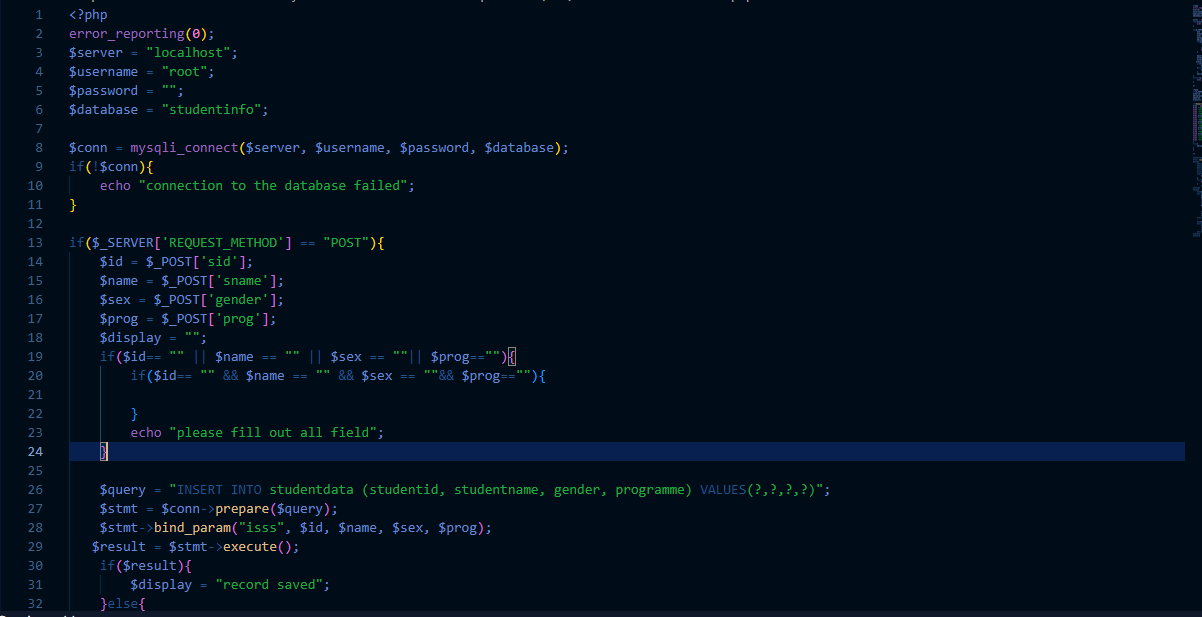 1 <?php
2 error_reporting(0);
3 $server = "localhost";
4 $username = "root";
5 $password = "";
6 $database = "studentinfo";
7
8 $conn = mysqli_connect($server, $username, $password, $database);
9 if(!$conn){
10     echo "connection to the database failed";
11 }
12
13 if($_SERVER['REQUEST_METHOD'] == "POST"){
14     $id = $_POST['sid'];
15     $name = $_POST['sname'];
16     $sex = $_POST['gender'];
17     $prog = $_POST['prog'];
18     $display = "";
19     if($id== "" || $name == "" || $sex == ""|| $prog==""){
20         if($id== "" && $name == "" && $sex == ""&& $prog==""){
21
22         }
23         echo "please fill out all field";
24     }
25
26     $query = "INSERT INTO studentdata (studentid, studentname, gender, programme) VALUES(?,?,?,?)";
27     $stmt = $conn->prepare($query);
28     $stmt->bind_param("isss", $id, $name, $sex, $prog);
29    $result = $stmt->execute();
30     if($result){
31         $display = "record saved";
32     }else{